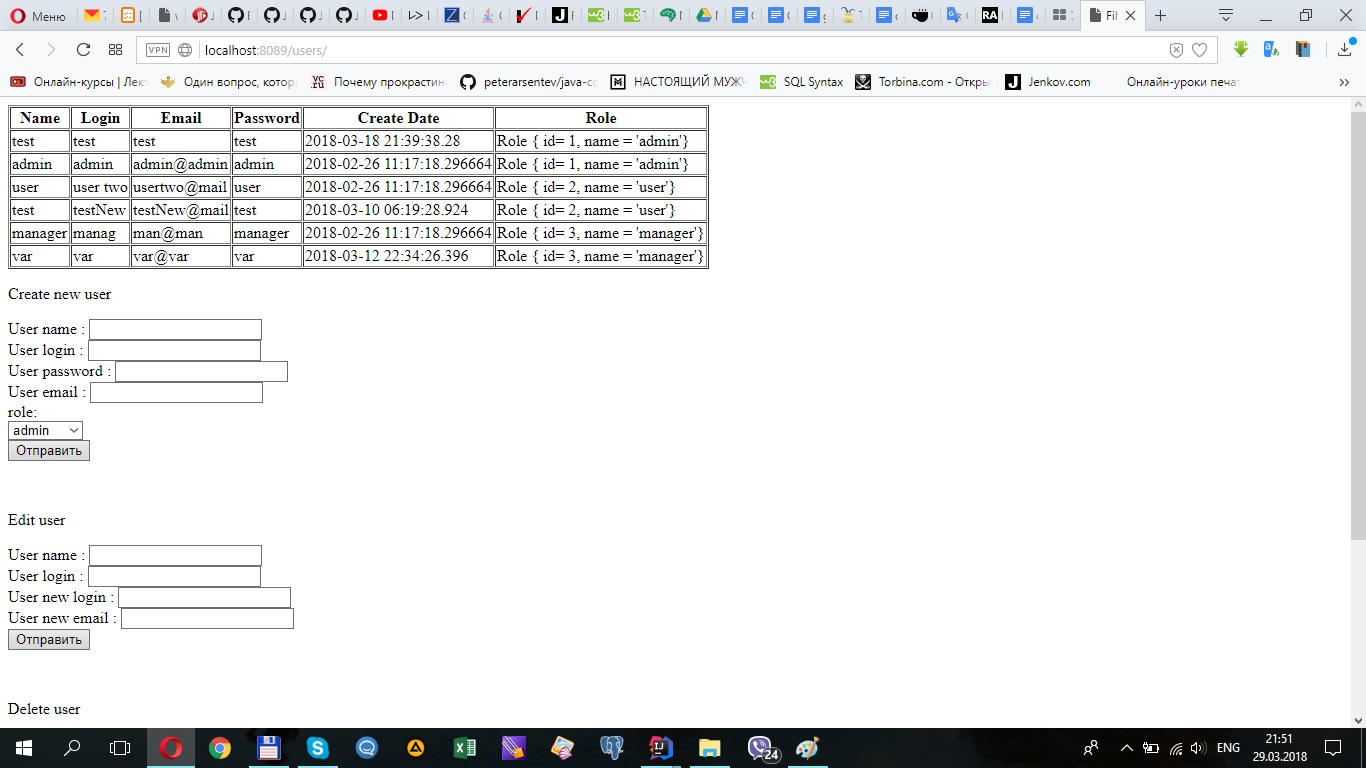 Меню
Fil
VPN localhost:8089/users/
Онлайн-курсы | Лек Один вопрос, котор Почему прокрастин peterarsentev/java-co НАСТОЯЩИЙ МУЖЧ SQL Syntax Torbina.com - Откры Jenkov.com Онлайн-уроки печат
Name Login Email Password Create Date Role
test test test test 2018-03-18 21:39:38.28 Role { id= 1, name = 'admin'}
admin admin admin@admin admin 2018-02-26 11:17:18.296664 Role { id= 1, name = 'admin'}
user user two usertwo@mail user 2018-02-26 11:17:18.296664 Role { id= 2, name = 'user'}
test testNew testNew@mail test 2018-03-10 06:19:28.924 Role { id= 2, name = 'user'}
manager manag man@man manager 2018-02-26 11:17:18.296664 Role { id= 3, name = 'manager'}
var var var@var var 2018-03-12 22:34:26.396 Role { id= 3, name = 'manager'}
Create new user
User name :
User login :
User password :
User email :
role:
admin
Отправить
Edit user
User name :
User login :
User new login :
User new email :
Отправить
Delete user
24
ENG
21:51
29.03.2018